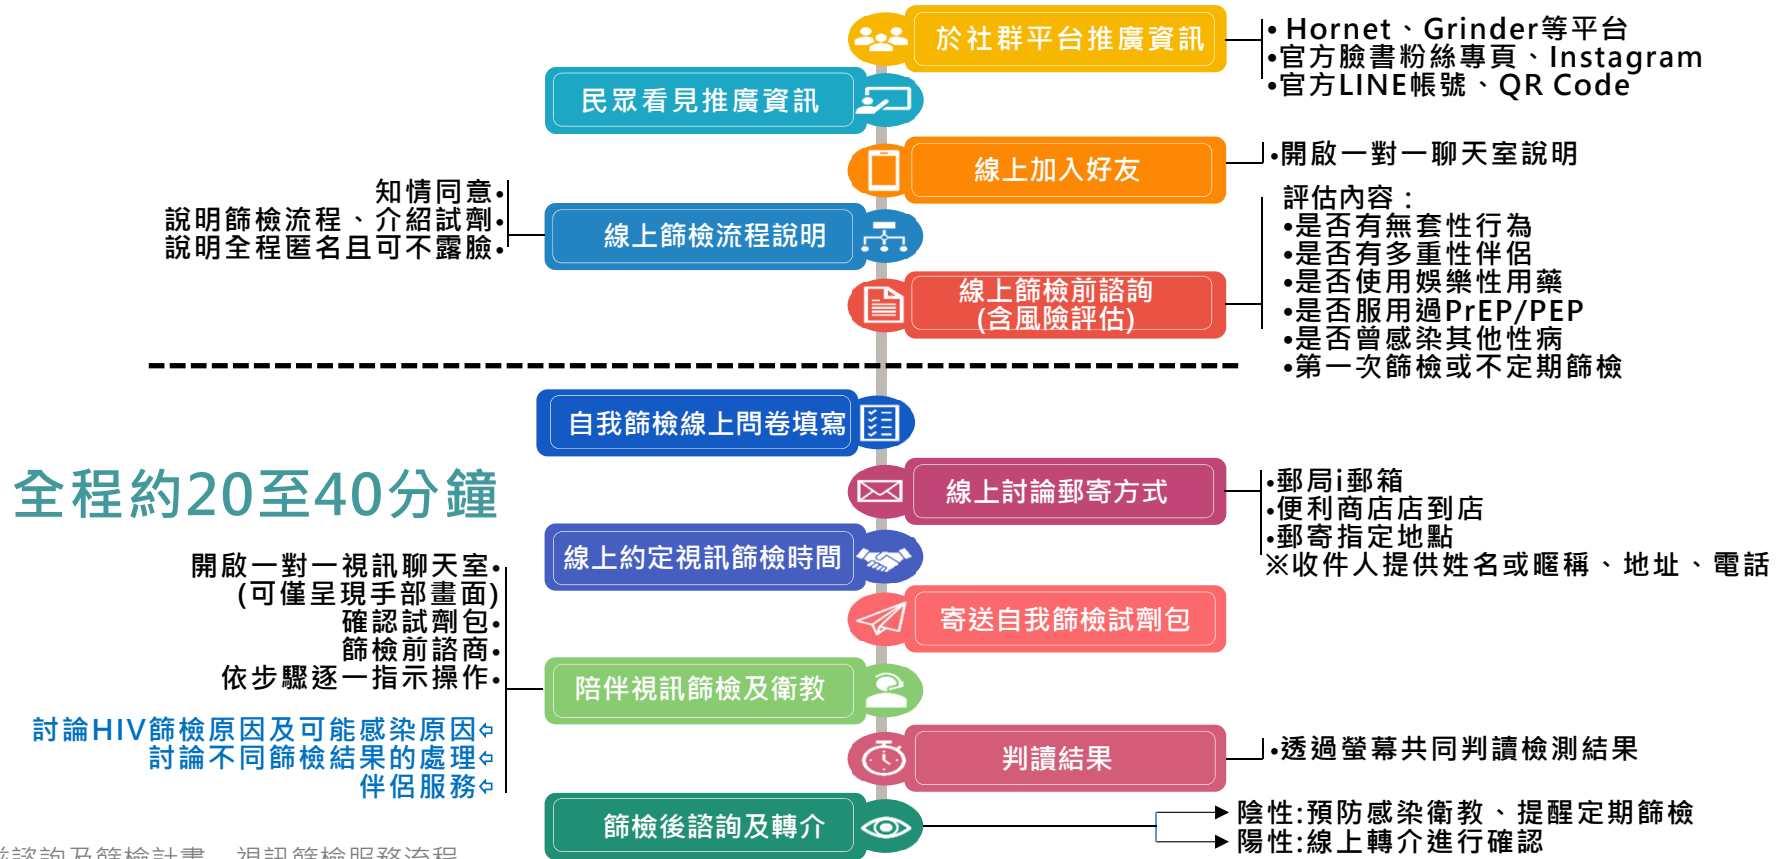 於社群平台推廣資訊
• Hornet、Grinder等平台
•官方臉書粉絲專頁、Instagram
•官方LINE帳號、QR Code
民眾看見推廣資訊
線上加入好友
•開啟一對一聊天室說明
知情同意•
說明篩檢流程、介紹試劑•
說明全程匿名且可不露臉•
線上篩檢流程說明
線上篩檢前諮詢
(含風險評估)
評估內容：
•是否有無套性行為
•是否有多重性伴侶
•是否使用娛樂性用藥
•是否服用過PrEP/PEP
•是否曾感染其他性病
•第一次篩檢或不定期篩檢
自我篩檢線上問卷填寫
全程約20至40分鐘
線上討論郵寄方式
•郵局i郵箱
•便利商店店到店
•郵寄指定地點
※收件人提供姓名或暱稱、地址、電話
線上約定視訊篩檢時間
寄送自我篩檢試劑包
開啟一對一視訊聊天室•
(可僅呈現手部畫面)
確認試劑包•
篩檢前諮商•
依步驟逐一指示操作•
討論HIV篩檢原因及可能感染原因⇦
討論不同篩檢結果的處理⇦
伴侶服務⇦
陪伴視訊篩檢及衛教
判讀結果
•透過螢幕共同判讀檢測結果
篩檢後諮詢及轉介
陰性:預防感染衛教、提醒定期篩檢
陽性:線上轉介進行確認